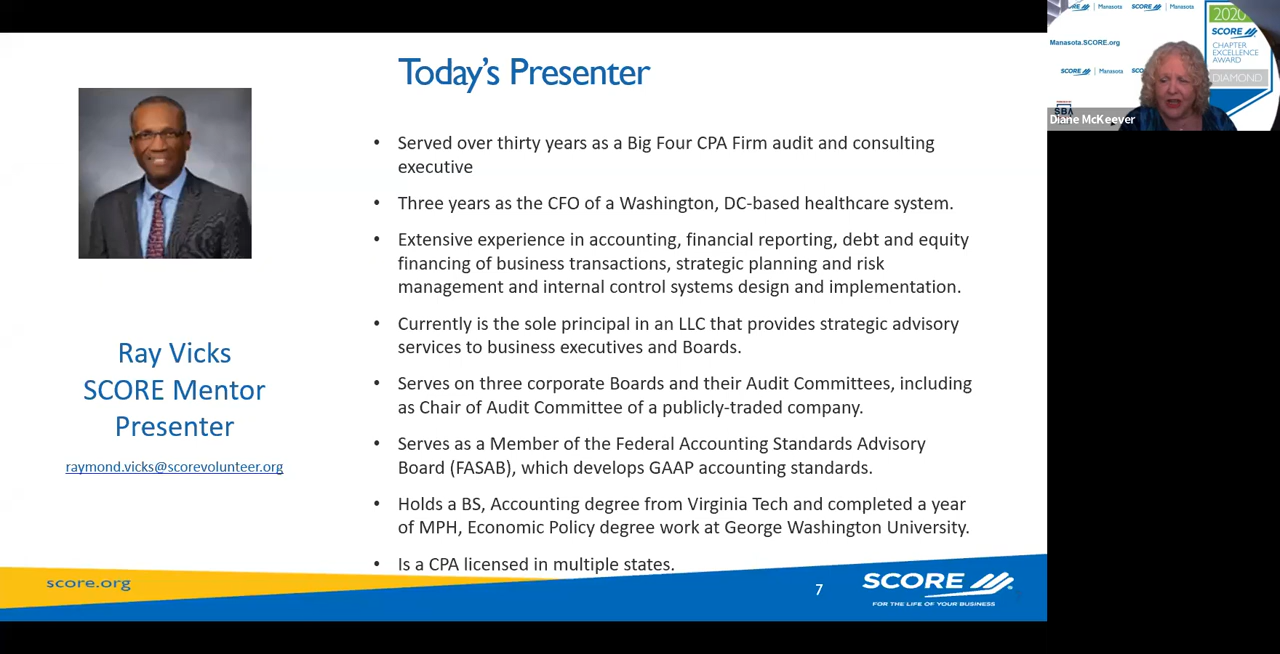 Today's Presenter
• Served over thirty years as a Big Four CPA Firm audit and consulting
executive
• Three years as the CFO of a Washington, DC-based healthcare system.
• Extensive experience in accounting, financial reporting, debt and equity
financing of business transactions, strategic planning and risk
management and internal control systems design and implementation.
• Currently is the sole principal in an LLC that provides strategic advisory
services to business executives and Boards.
• Serves on three corporate Boards and their Audit Committees, including
as Chair of Audit Committee of a publicly-traded company.
• Serves as a Member of the Federal Accounting Standards Advisory
Board (FASAB), which develops GAAP accounting standards.
• Holds a BS, Accounting degree from Virginia Tech and completed a year
of MPH, Economic Policy degree work at George Washington University.
• Is a CPA licensed in multiple states.
Ray Vicks
SCORE Mentor
Presenter
raymond.vicks@scorevolunteer.org
score.org
7
SCORE
FOR THE LIFE OF YOUR BUSINESS
Manasota
SCORE Manasota
Manasota.SCORE.org
SCORE Manasota
2020
SCORE
CHAPTER
EXCELLENCE
AWARD
DIAMOND
SBA
Diane McKeever